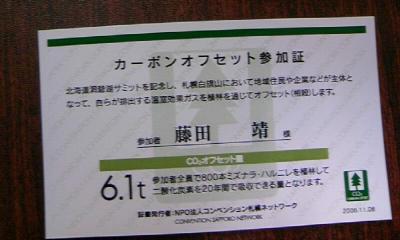 カーボンオフセット参加証
北海道洞爺湖サミットを記念し、札幌白旗山において地域住民や企業などが主体と
なって、自らが排出する温室効果ガスを植林を通じてオフセット(相殺)します。
参加者 藤田 靖 様
CO₂オフセット量
6.1t
参加者全員で800本ミズナラ・ハルニレを植林して
二酸化炭素を20年間で吸収できる量となります。
証書発行者:NPO法人コンベンション札幌ネットワーク
CONVENTION SAPPORO NETWORK
CO₂
2008.11.08